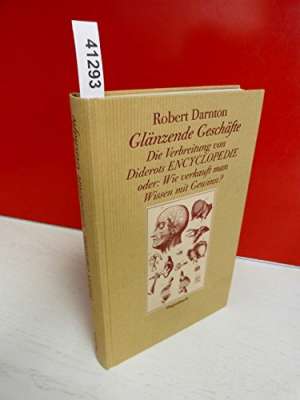 41293
Robert Darnton
Glänzende Geschäfte
Die Verbreitung von
Diderots ENCYCLOPEDIE
oder: Wie verkauft man
Wissen mit Gewinn?